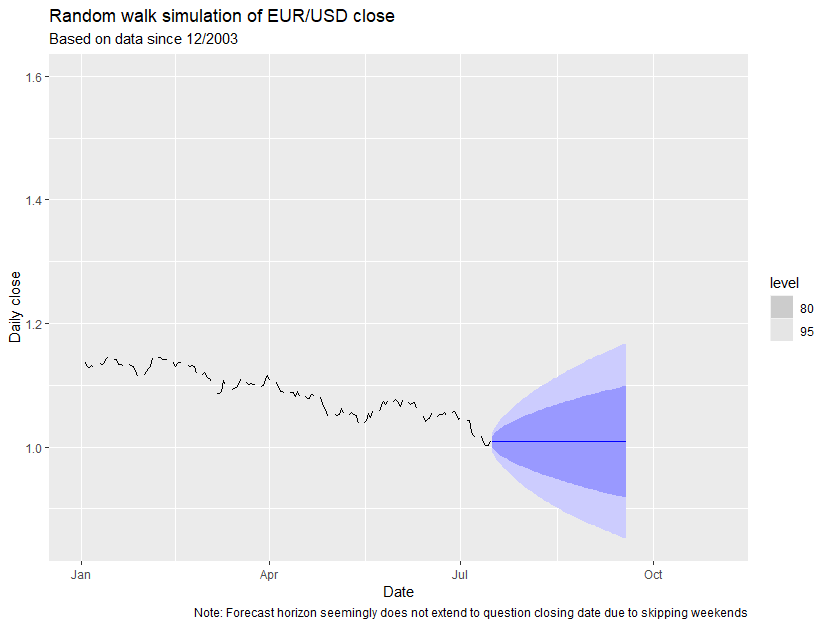 Random walk simulation of EUR/USD close
Based on data since 12/2003
1.6
1.4
1.2
1.0
Daily close
Jan
Apr
Jul
Oct
Date
level
80
95
Note: Forecast horizon seemingly does not extend to question closing date due to skipping weekends